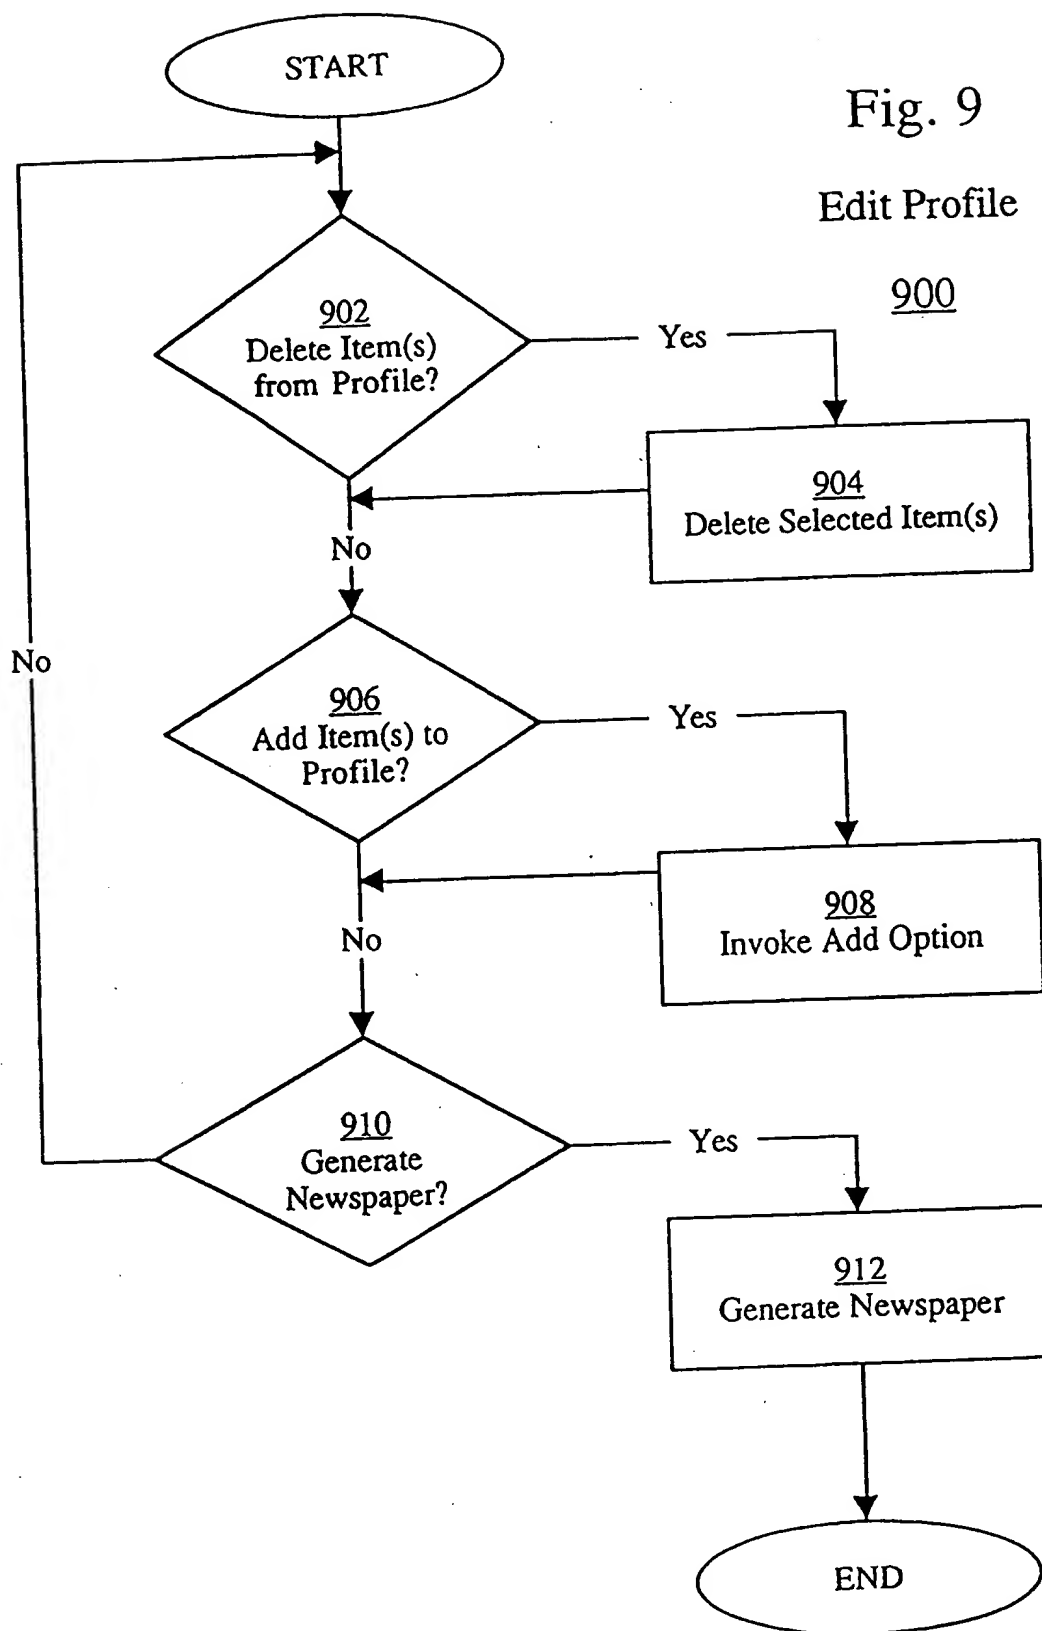 START
Fig. 9
Edit Profile
900
902
Delete Item(s)
from Profile?
Yes
904
Delete Selected Item(s)
No
906
Add Item(s) to
Profile?
Yes
908
Invoke Add Option
No
No
910
Generate
Newspaper?
Yes
912
Generate Newspaper
END